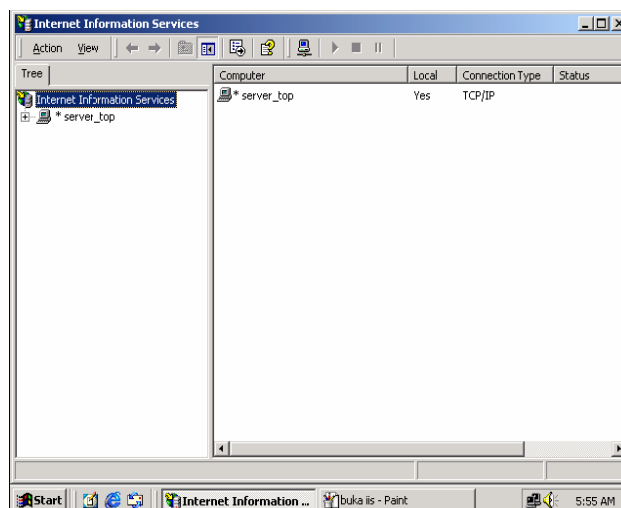 Internet Information Services
Action View
Tree
Computer Local Connection Type Status
Internet Information Services
* server_top
* server_top Yes TCP/IP
Start Internet Information ... buka iis - Paint 5:55 AM